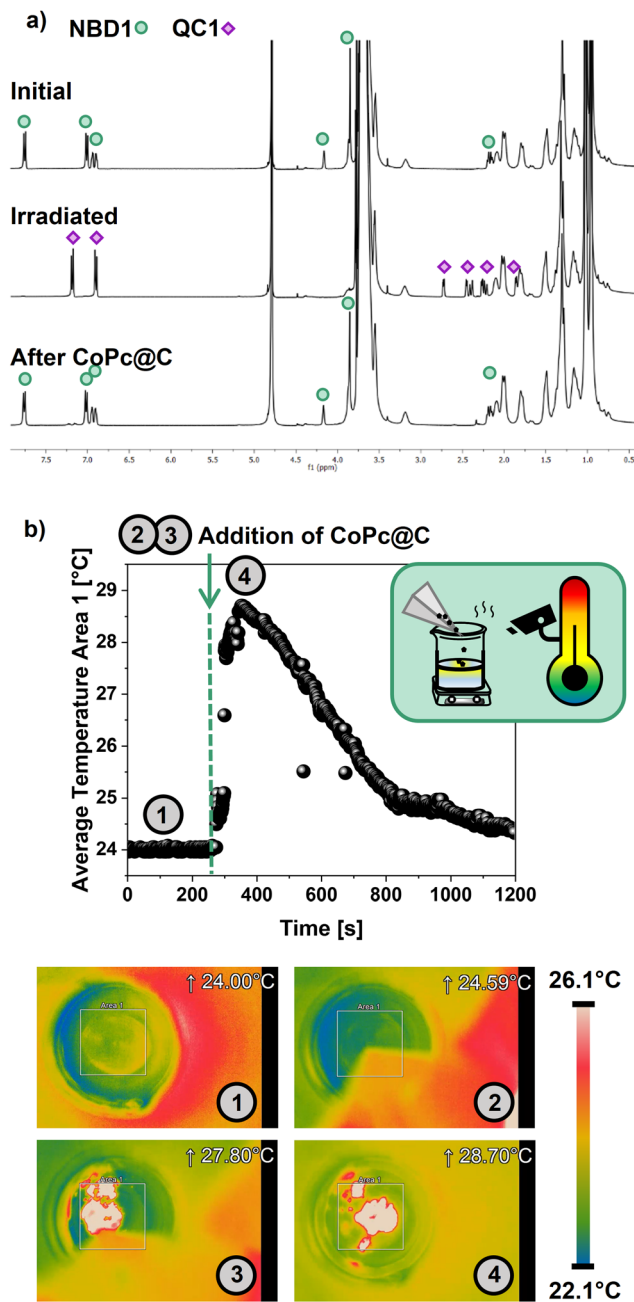 a)
NBD1 QC1
Initial
Irradiated
After CoPc@C
7.5 7.0 6.5 6.0 5.5 5.0 4.5 4.0 3.5 3.0 2.5 2.0 1.5 1.0 0.5
f1 (ppm)
b)
2 3 Addition of CoPc@C
4
1
Average Temperature Area 1 [°C]
29
28
27
26
25
24
0 200 400 600 800 1000 1200
Time [s]
↑ 24.00°C
Area 1
1
↑ 24.59°C
Area 1
2
↑ 27.80°C
Area 1
3
↑ 28.70°C
Area 1
4
26.1°C
22.1°C